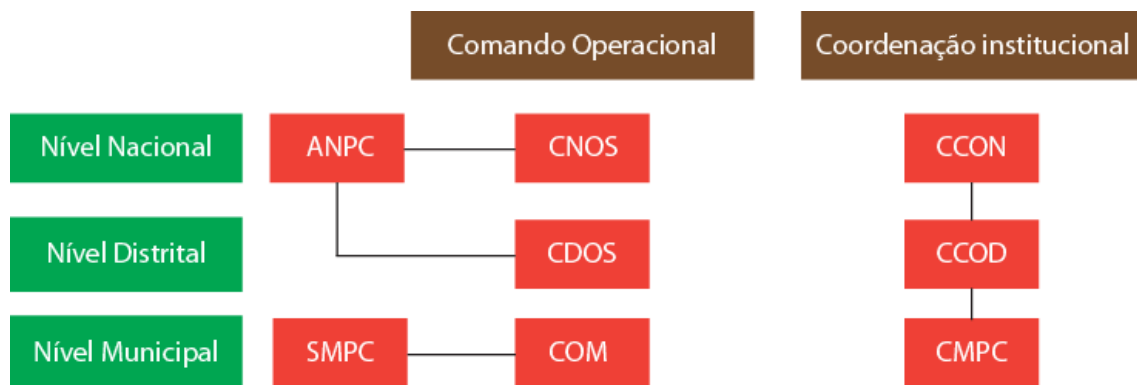 Comando Operacional
Coordenação institucional
Nível Nacional
ANPC
CNOS
CCON
Nível Distrital
CDOS
CCOD
Nível Municipal
SMPC
COM
CMPC